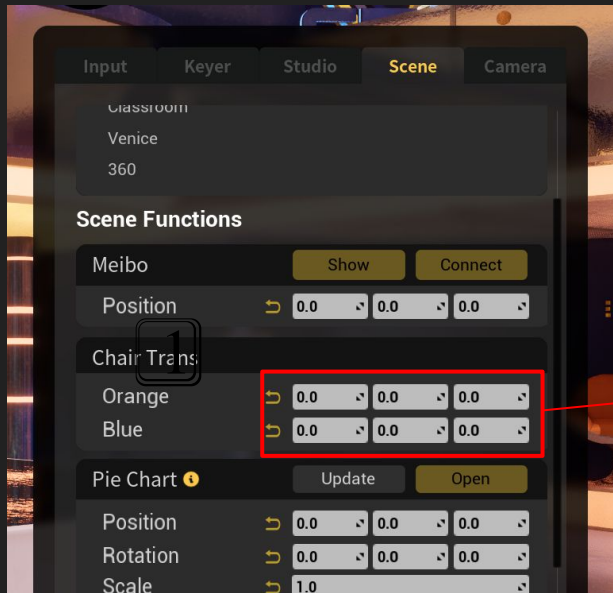 Input Keyer Studio Scene Camera
Classroom
Venice
360
Scene Functions
Meibo Show Connect
Position 0.0 0.0 0.0
1
Chair Trans
Orange 0.0 0.0 0.0
Blue 0.0 0.0 0.0
Pie Chart Update Open
Position 0.0 0.0 0.0
Rotation 0.0 0.0 0.0
Scale 1.0